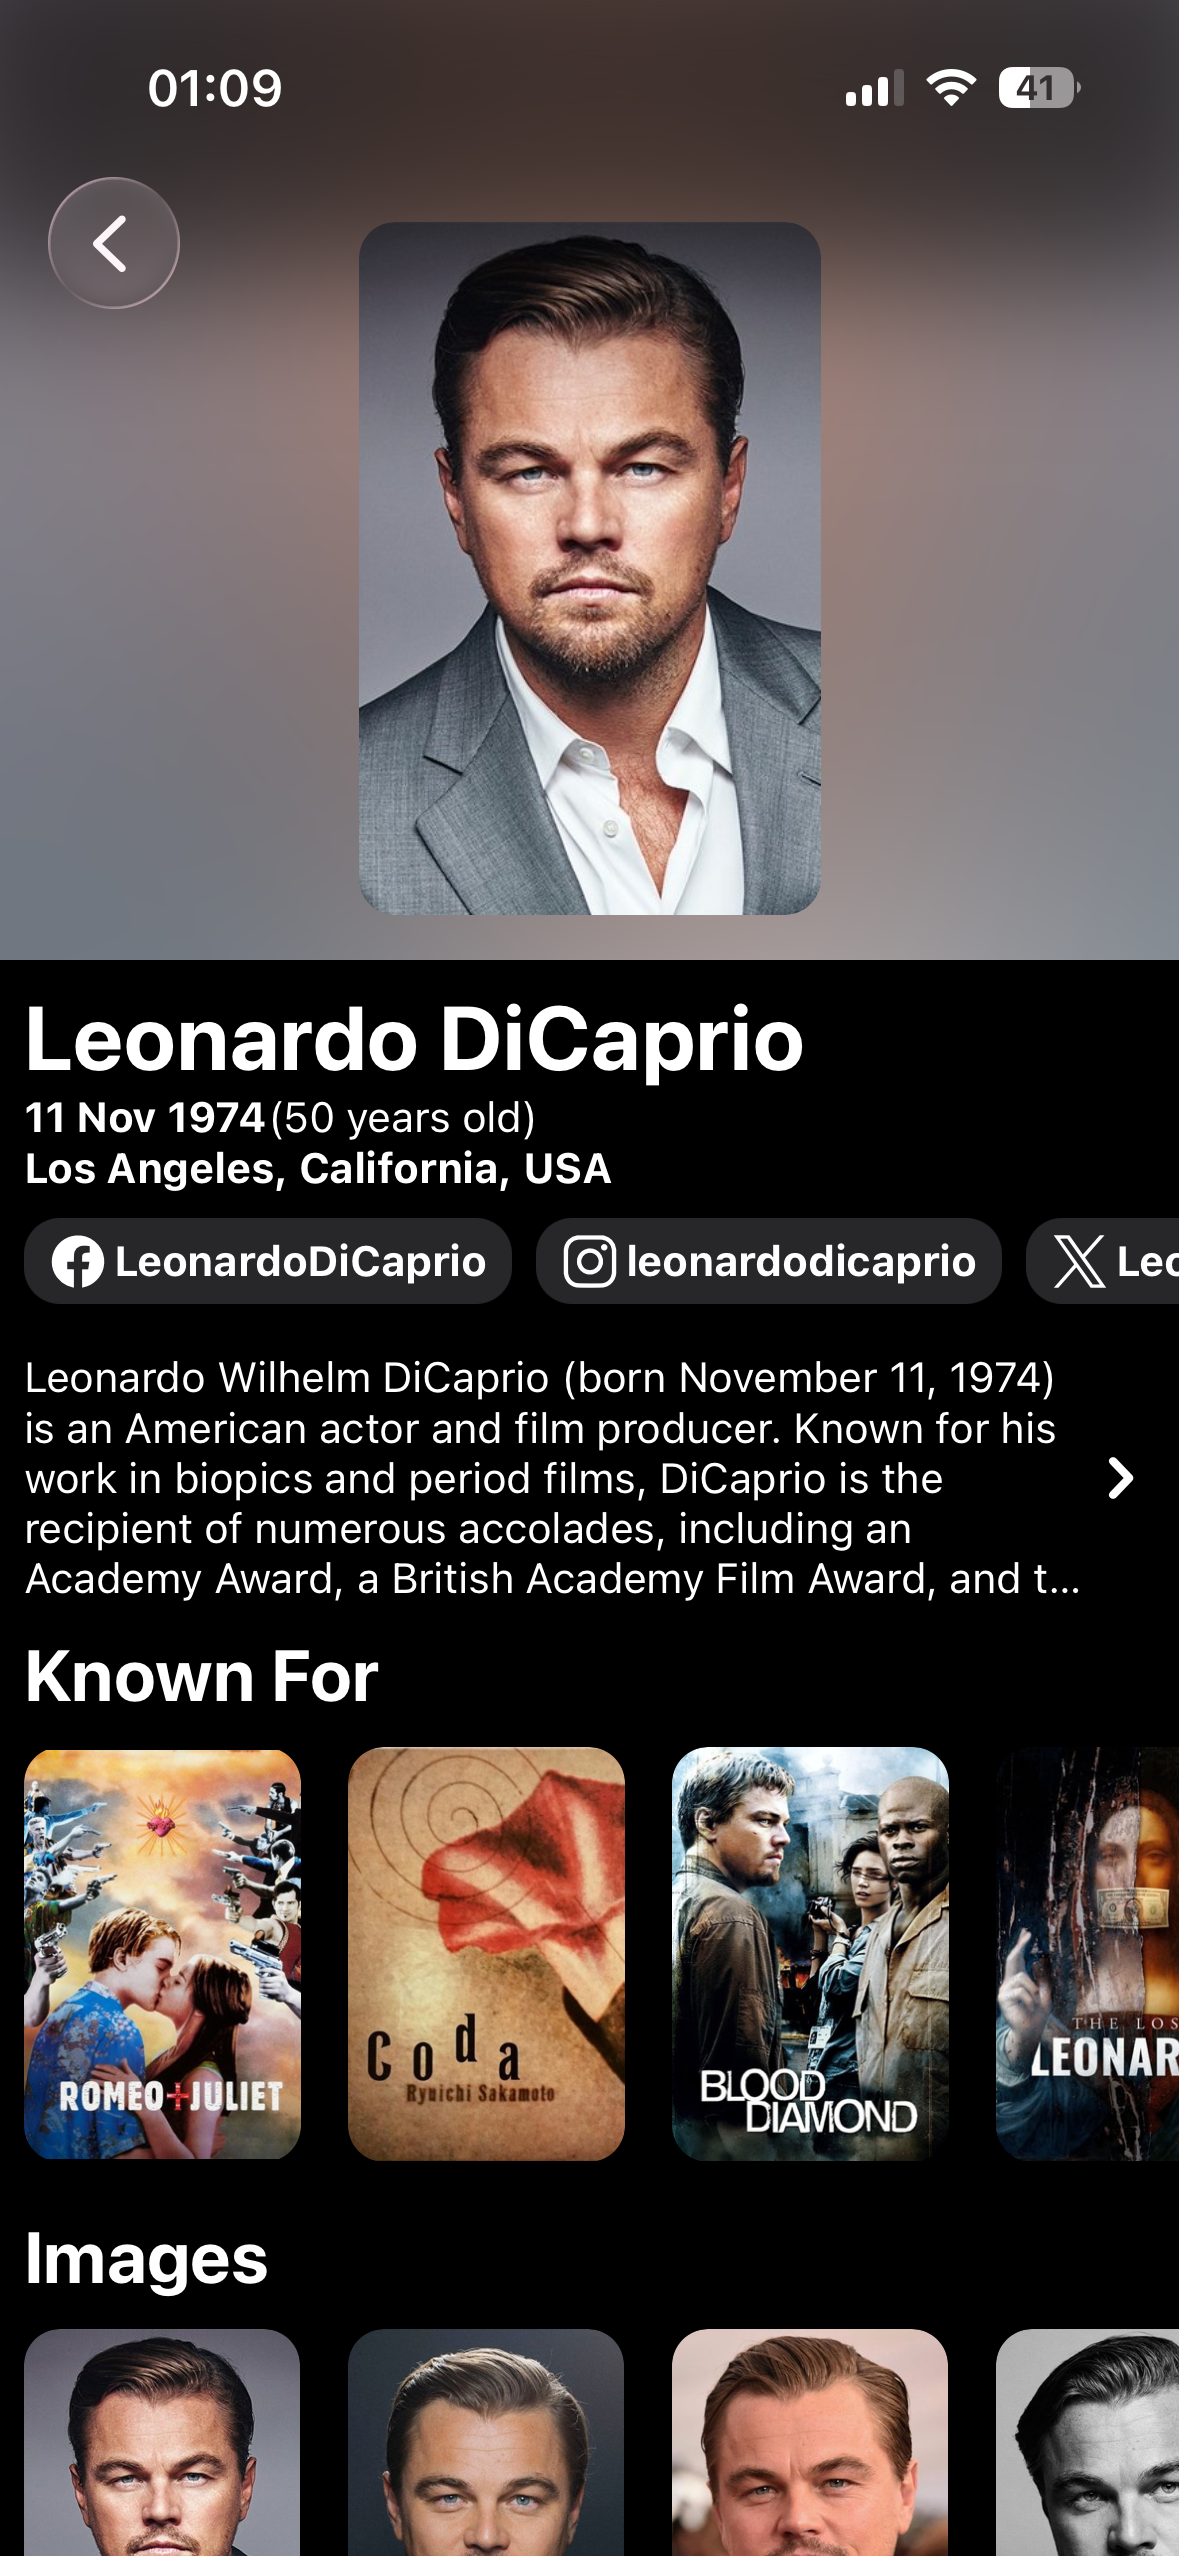 01:09
41
Leonardo DiCaprio
11 Nov 1974 (50 years old)
Los Angeles, California, USA
LeonardoDiCaprio leonardodicaprio Leo
Leonardo Wilhelm DiCaprio (born November 11, 1974)
is an American actor and film producer. Known for his
work in biopics and period films, DiCaprio is the
recipient of numerous accolades, including an
Academy Award, a British Academy Film Award, and t...
Known For
ROMEO+JULIET
Coda
Ryuichi Sakamoto
BLOOD
DIAMOND
THE LOS
LEONAR
Images